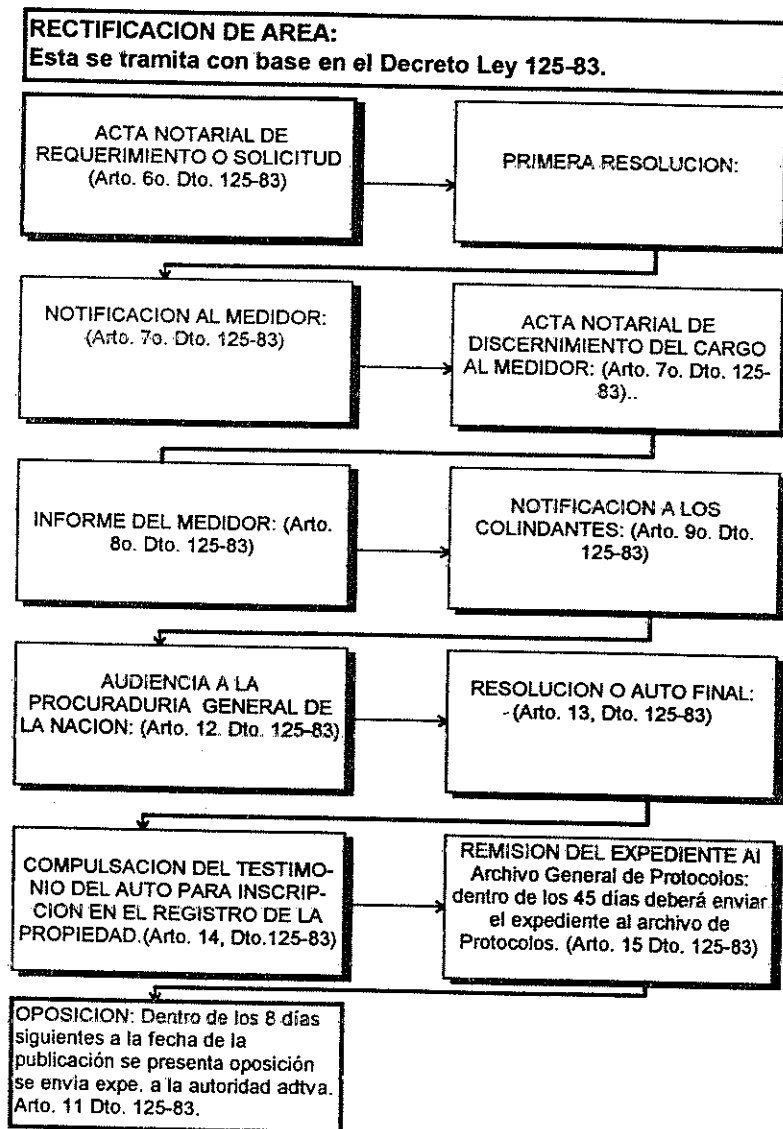 RECTIFICACION DE AREA:
Esta se tramita con base en el Decreto Ley 125-83.
ACTA NOTARIAL DE
REQUERIMIENTO O SOLICITUD
(Arto. 6o. Dto. 125-83)
PRIMERA RESOLUCION:
NOTIFICACION AL MEDIDOR:
(Arto. 7o. Dto. 125-83)
ACTA NOTARIAL DE
DISCERNIMIENTO DEL CARGO
AL MEDIDOR: (Arto. 7o. Dto. 125-
83)..
INFORME DEL MEDIDOR: (Arto.
8o. Dto. 125-83)
NOTIFICACION A LOS
COLINDANTES: (Arto. 9o. Dto.
125-83)
AUDIENCIA A LA
PROCURADURIA GENERAL DE
LA NACION: (Arto. 12. Dto. 125-83)
RESOLUCION O AUTO FINAL:
- (Arto. 13, Dto. 125-83)
COMPULSACION DEL TESTIMO-
NIO DEL AUTO PARA INSCRIP-
CION EN EL REGISTRO DE LA
PROPIEDAD.(Arto. 14, Dto.125-83)
REMISION DEL EXPEDIENTE Al
Archivo General de Protocolos:
dentro de los 45 días deberá enviar
el expediente al archivo de
Protocolos. (Arto. 15 Dto. 125-83)
OPOSICION: Dentro de los 8 días
siguientes a la fecha de la
publicación se presenta oposición
se envia expe. a la autoridad adtva.
Arto. 11 Dto. 125-83.